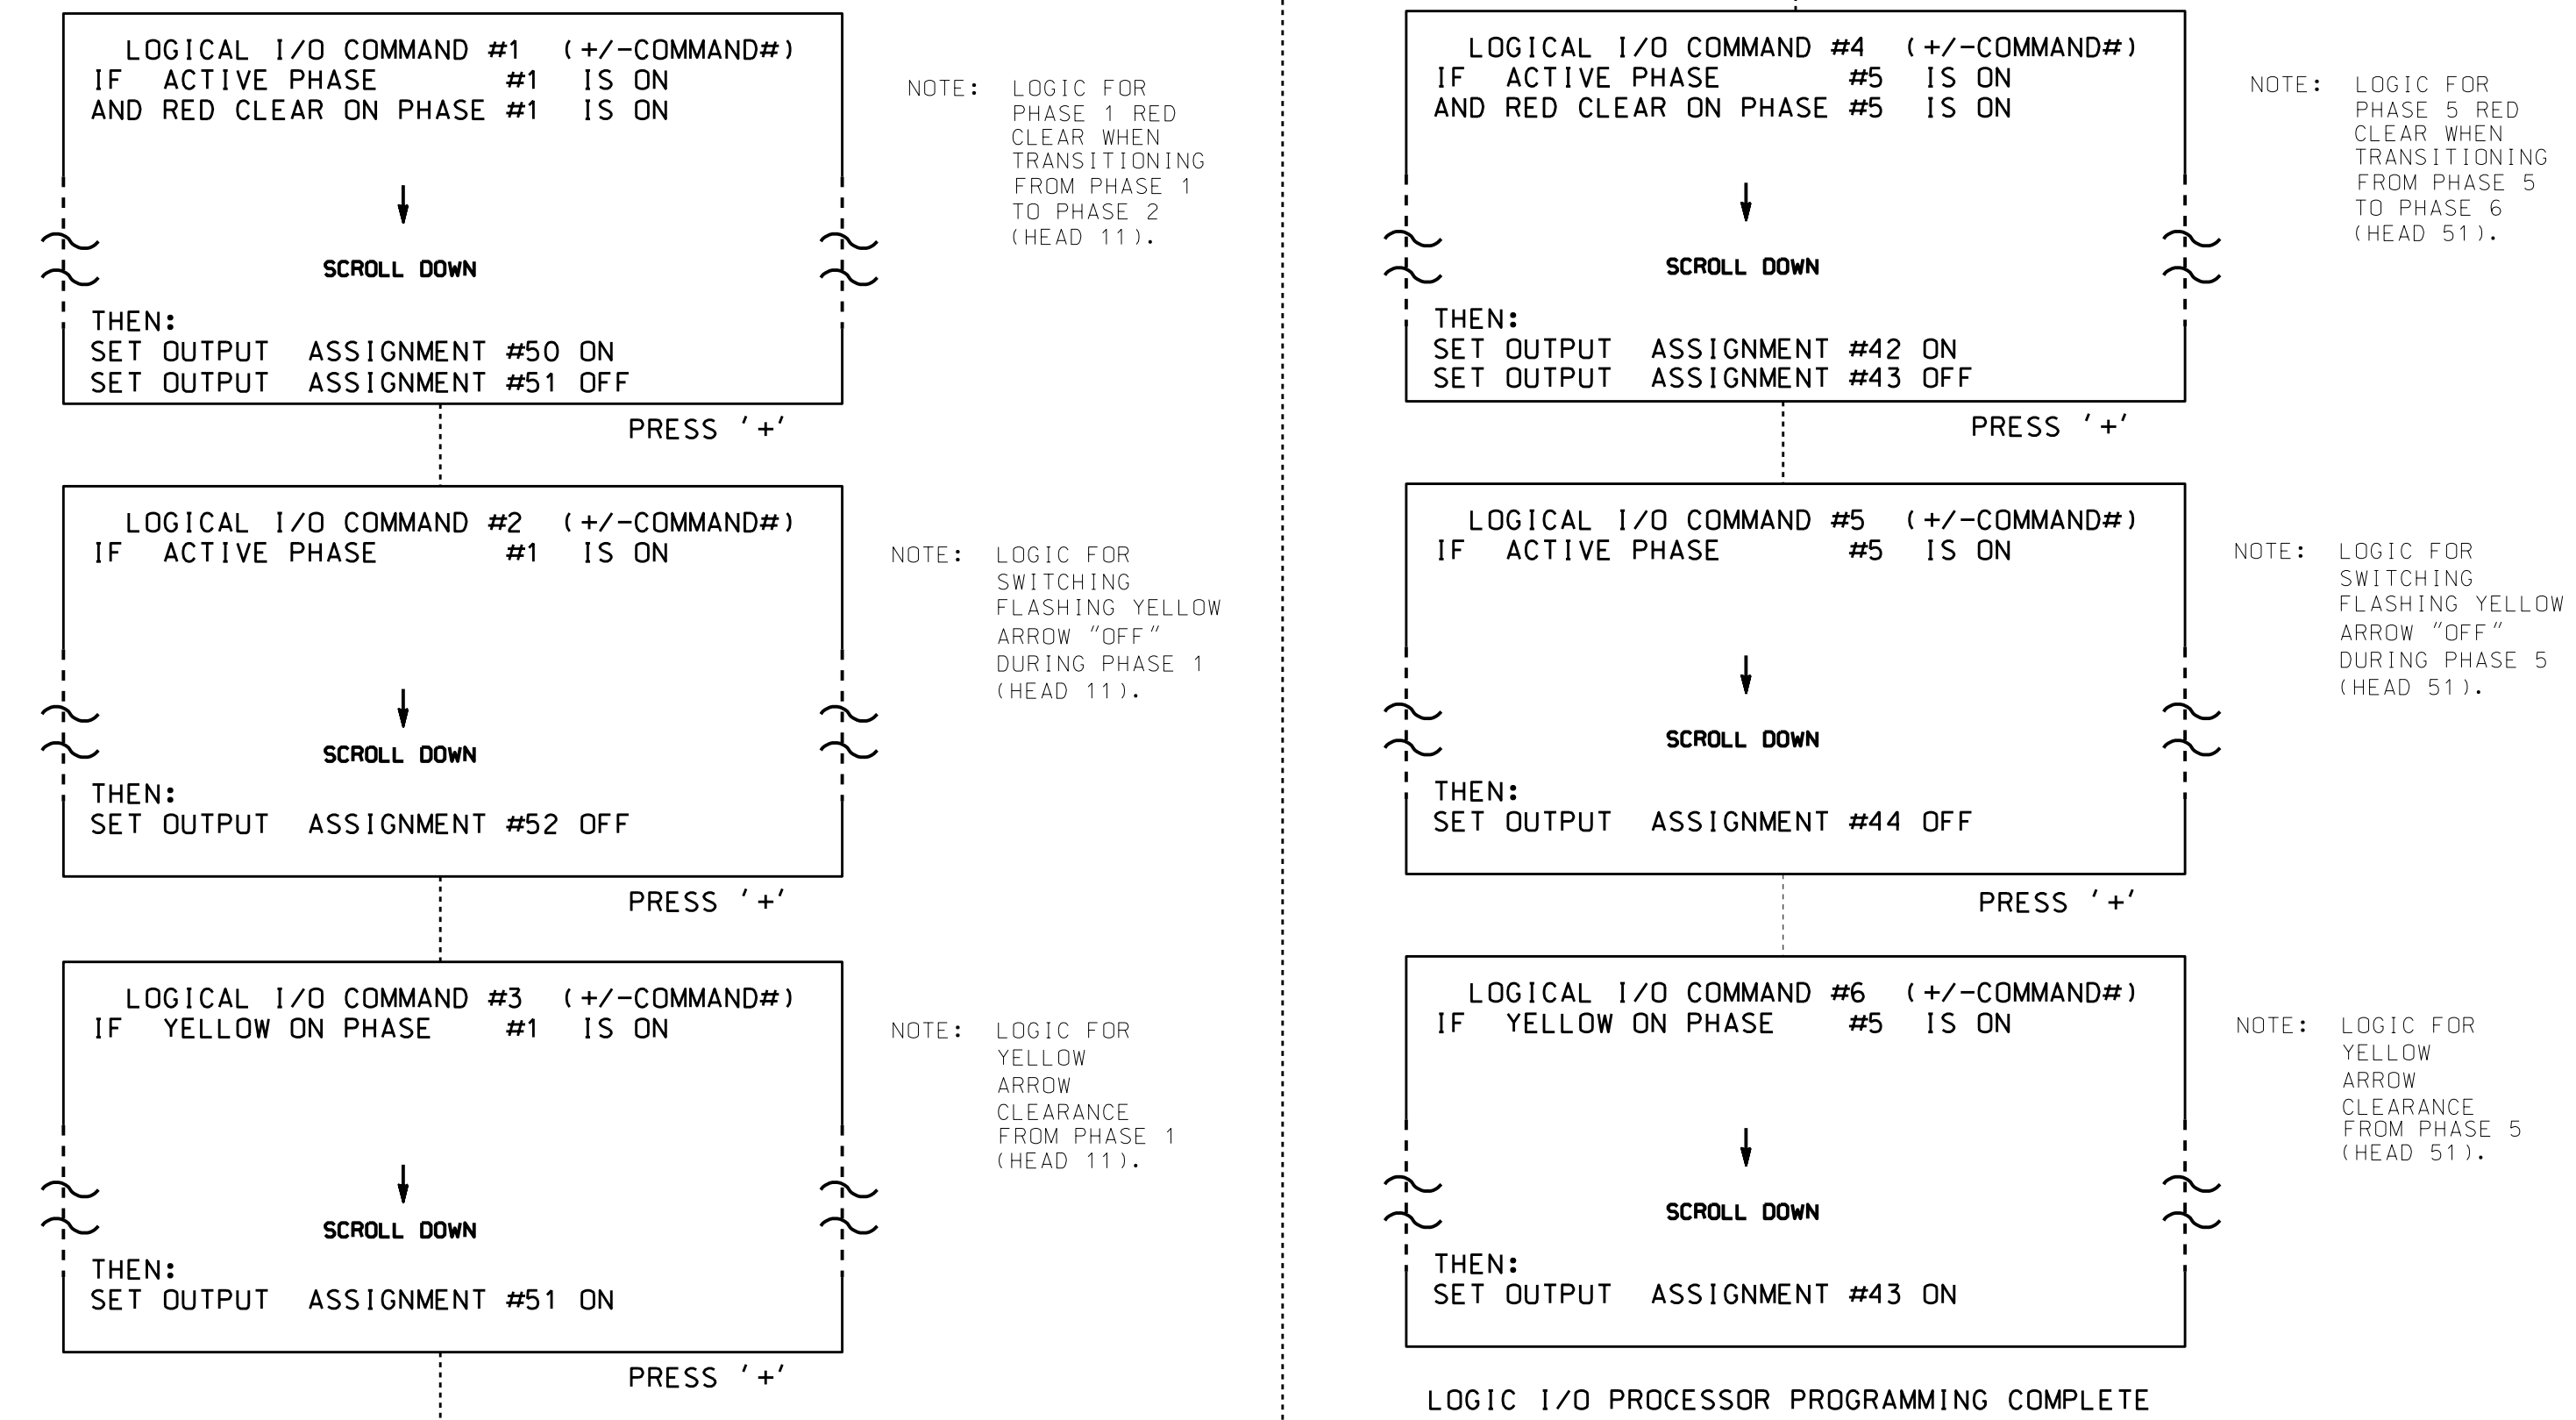 LOGICAL I/O COMMAND #1 (+/-COMMAND#)
IF ACTIVE PHASE #1 IS ON
AND RED CLEAR ON PHASE #1 IS ON
SCROLL DOWN
THEN:
SET OUTPUT ASSIGNMENT #50 ON
SET OUTPUT ASSIGNMENT #51 OFF
PRESS '+'
NOTE: LOGIC FOR
PHASE 1 RED
CLEAR WHEN
TRANSITIONING
FROM PHASE 1
TO PHASE 2
(HEAD 11).
LOGICAL I/O COMMAND #2 (+/-COMMAND#)
IF ACTIVE PHASE #1 IS ON
SCROLL DOWN
THEN:
SET OUTPUT ASSIGNMENT #52 OFF
PRESS '+'
NOTE: LOGIC FOR
SWITCHING
FLASHING YELLOW
ARROW "OFF"
DURING PHASE 1
(HEAD 11).
LOGICAL I/O COMMAND #3 (+/-COMMAND#)
IF YELLOW ON PHASE #1 IS ON
SCROLL DOWN
THEN:
SET OUTPUT ASSIGNMENT #51 ON
PRESS '+'
NOTE: LOGIC FOR
YELLOW
ARROW
CLEARANCE
FROM PHASE 1
(HEAD 11).
LOGICAL I/O COMMAND #4 (+/-COMMAND#)
IF ACTIVE PHASE #5 IS ON
AND RED CLEAR ON PHASE #5 IS ON
SCROLL DOWN
THEN:
SET OUTPUT ASSIGNMENT #42 ON
SET OUTPUT ASSIGNMENT #43 OFF
PRESS '+'
NOTE: LOGIC FOR
PHASE 5 RED
CLEAR WHEN
TRANSITIONING
FROM PHASE 5
TO PHASE 6
(HEAD 51).
LOGICAL I/O COMMAND #5 (+/-COMMAND#)
IF ACTIVE PHASE #5 IS ON
SCROLL DOWN
THEN:
SET OUTPUT ASSIGNMENT #44 OFF
PRESS '+'
NOTE: LOGIC FOR
SWITCHING
FLASHING YELLOW
ARROW "OFF"
DURING PHASE 5
(HEAD 51).
LOGICAL I/O COMMAND #6 (+/-COMMAND#)
IF YELLOW ON PHASE #5 IS ON
SCROLL DOWN
THEN:
SET OUTPUT ASSIGNMENT #43 ON
NOTE: LOGIC FOR
YELLOW
ARROW
CLEARANCE
FROM PHASE 5
(HEAD 51).
LOGIC I/O PROCESSOR PROGRAMMING COMPLETE